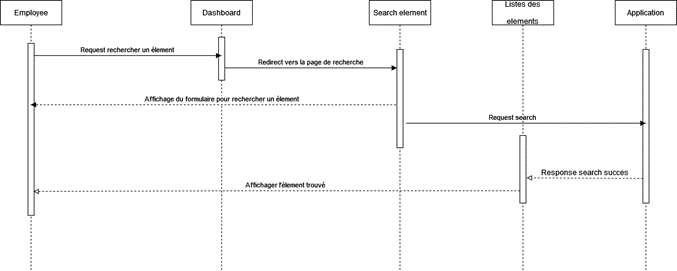 Employee
Dashboard
Search element
Listes des
elements
Application
Request rechercher un élement
Redirect vers la page de recherche
Affichage du formulaire pour rechercher un élement
Request search
Response search succes
Affichager l'élement trouvé